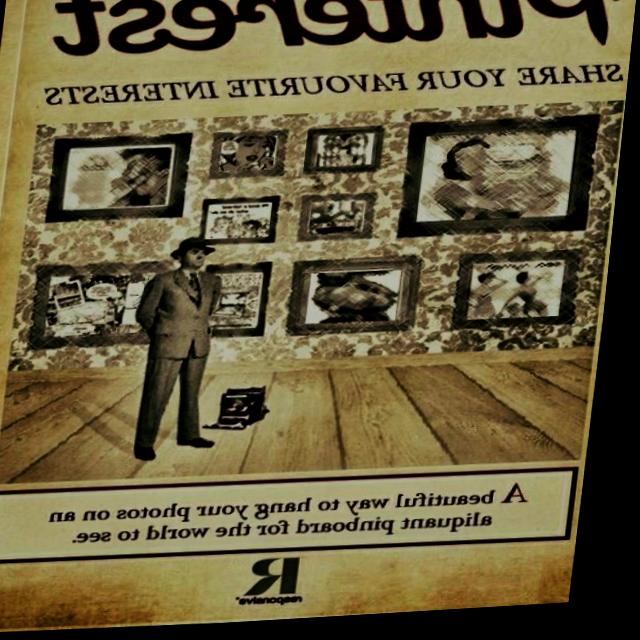 pinterest
SHARE YOUR FAVOURITE INTERESTS
A beautiful way to hang your photos on an
aliquant pinboard for the world to see.
R